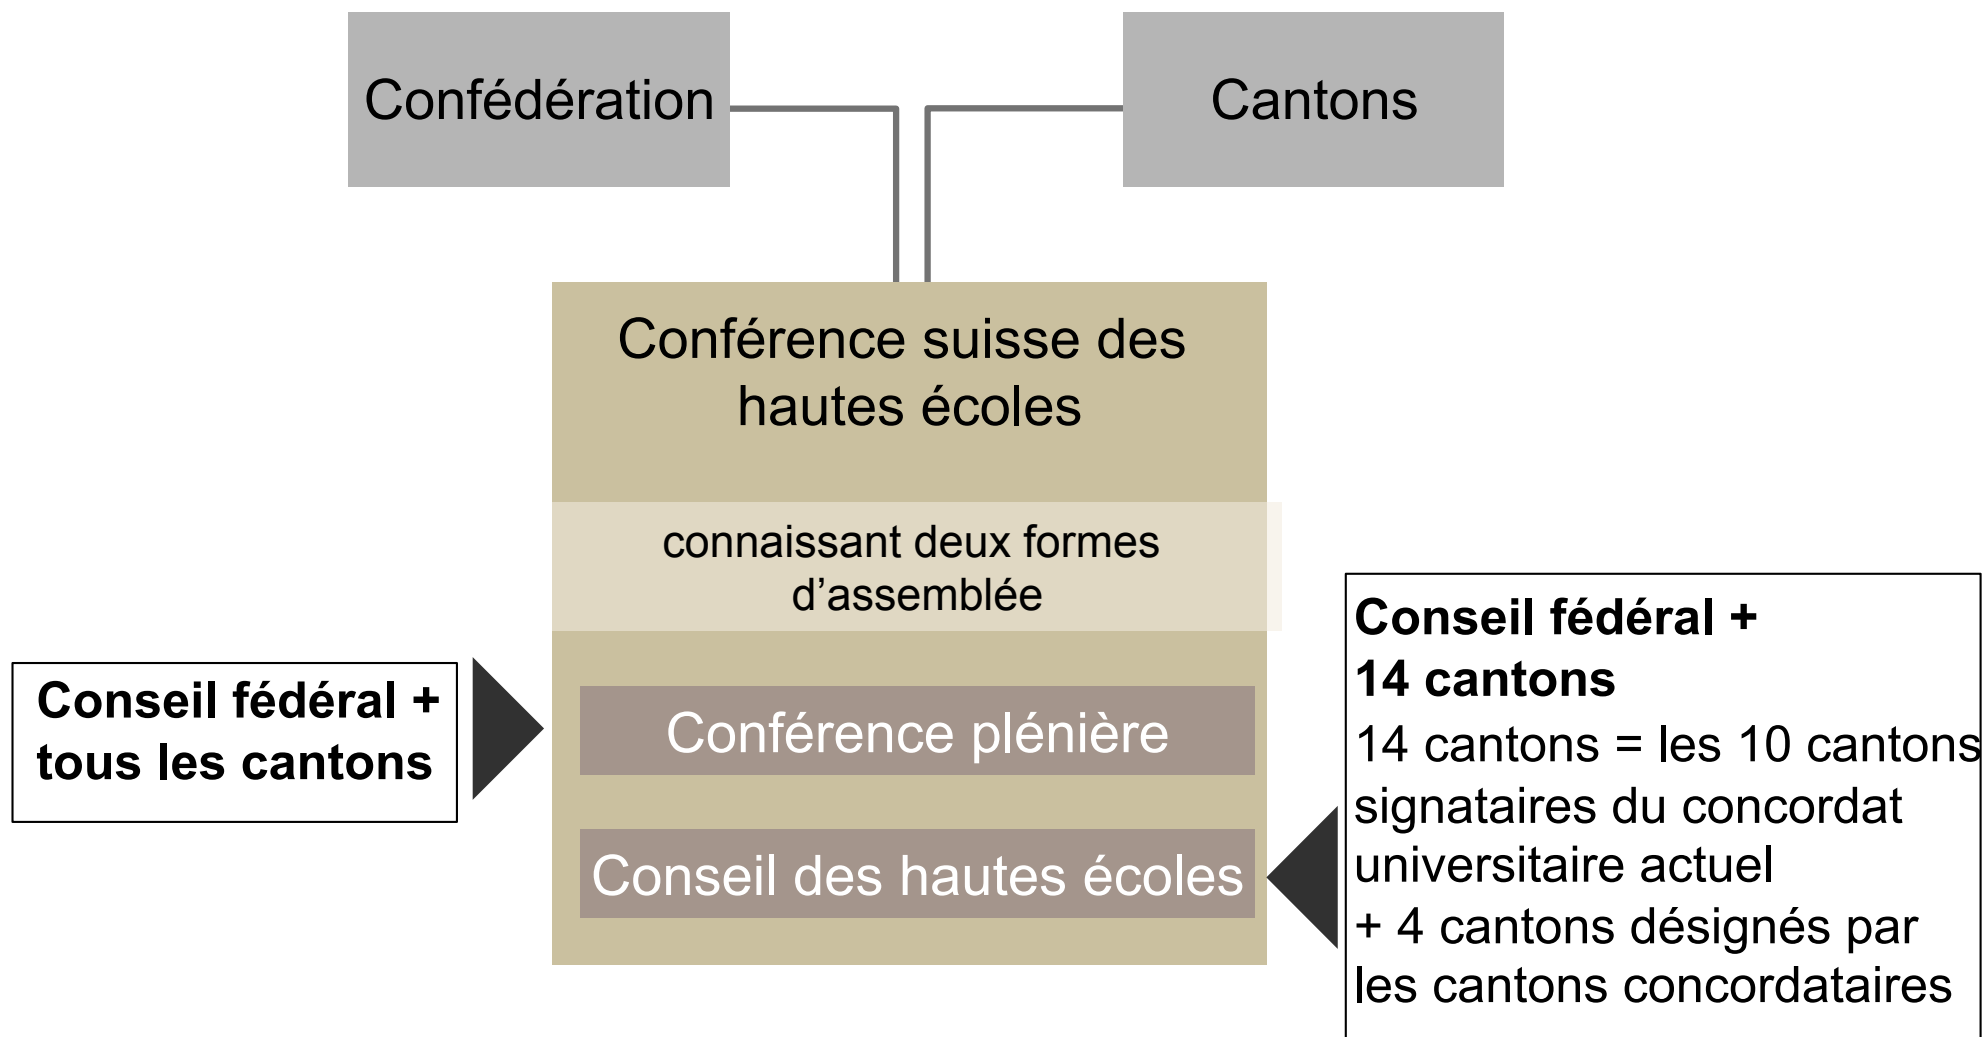 Confédération
Cantons
Conférence suisse des
hautes écoles
connaissant deux formes
d’assemblée
Conseil fédéral +
tous les cantons
Conférence plénière
Conseil des hautes écoles
Conseil fédéral +
14 cantons
14 cantons = les 10 cantons
signataires du concordat
universitaire actuel
+ 4 cantons désignés par
les cantons concordataires